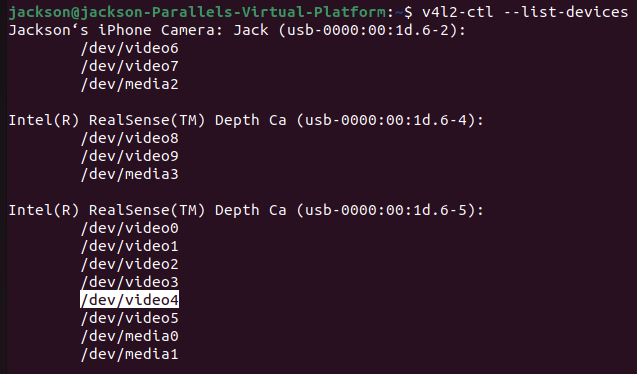 jackson@jackson-Parallels-Virtual-Platform:~$ v4l2-ctl --list-devices
Jackson‘s iPhone Camera: Jack (usb-0000:00:1d.6-2):
	/dev/video6
	/dev/video7
	/dev/media2

Intel(R) RealSense(TM) Depth Ca (usb-0000:00:1d.6-4):
	/dev/video8
	/dev/video9
	/dev/media3

Intel(R) RealSense(TM) Depth Ca (usb-0000:00:1d.6-5):
	/dev/video0
	/dev/video1
	/dev/video2
	/dev/video3
	/dev/video4
	/dev/video5
	/dev/media0
	/dev/media1